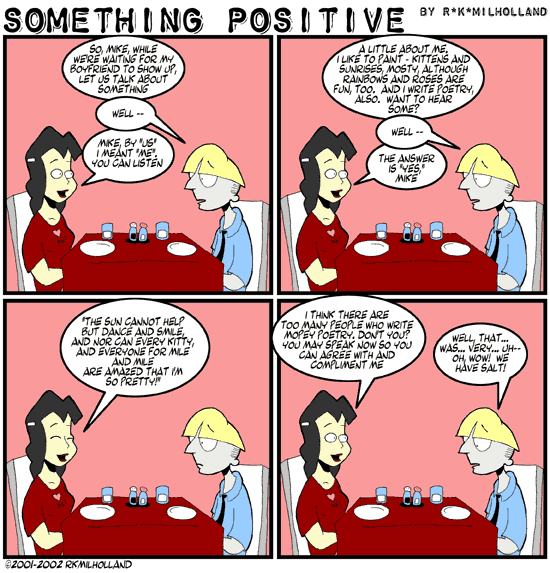 SOMETHING POSITIVE BY R*K*MILHOLLAND
SO, MIKE, WHILE
WE'RE WAITING FOR MY
BOYFRIEND TO SHOW UP,
LET US TALK ABOUT
SOMETHING
WELL --
MIKE, BY "US"
I MEANT "ME".
YOU CAN LISTEN
A LITTLE ABOUT ME,
I LIKE TO PAINT - KITTENS AND
SUNRISES, MOSTY, ALTHOUGH
RAINBOWS AND ROSES ARE
FUN, TOO. AND I WRITE POETRY,
ALSO. WANT TO HEAR
SOME?
WELL --
THE ANSWER
IS "YES,"
MIKE
"THE SUN CANNOT HELP
BUT DANCE AND SMILE,
AND NOR CAN EVERY KITTY,
AND EVERYONE FOR MILE
AND MILE
ARE AMAZED THAT I'M
SO PRETTY!"
I THINK THERE ARE
TOO MANY PEOPLE WHO WRITE
MOPEY POETRY. DON'T YOU?
YOU MAY SPEAK NOW SO YOU
CAN AGREE WITH AND
COMPLIMENT ME
WELL, THAT...
WAS... VERY... UH--
OH, WOW! WE
HAVE SALT!
©2001-2002 RKMILHOLLAND